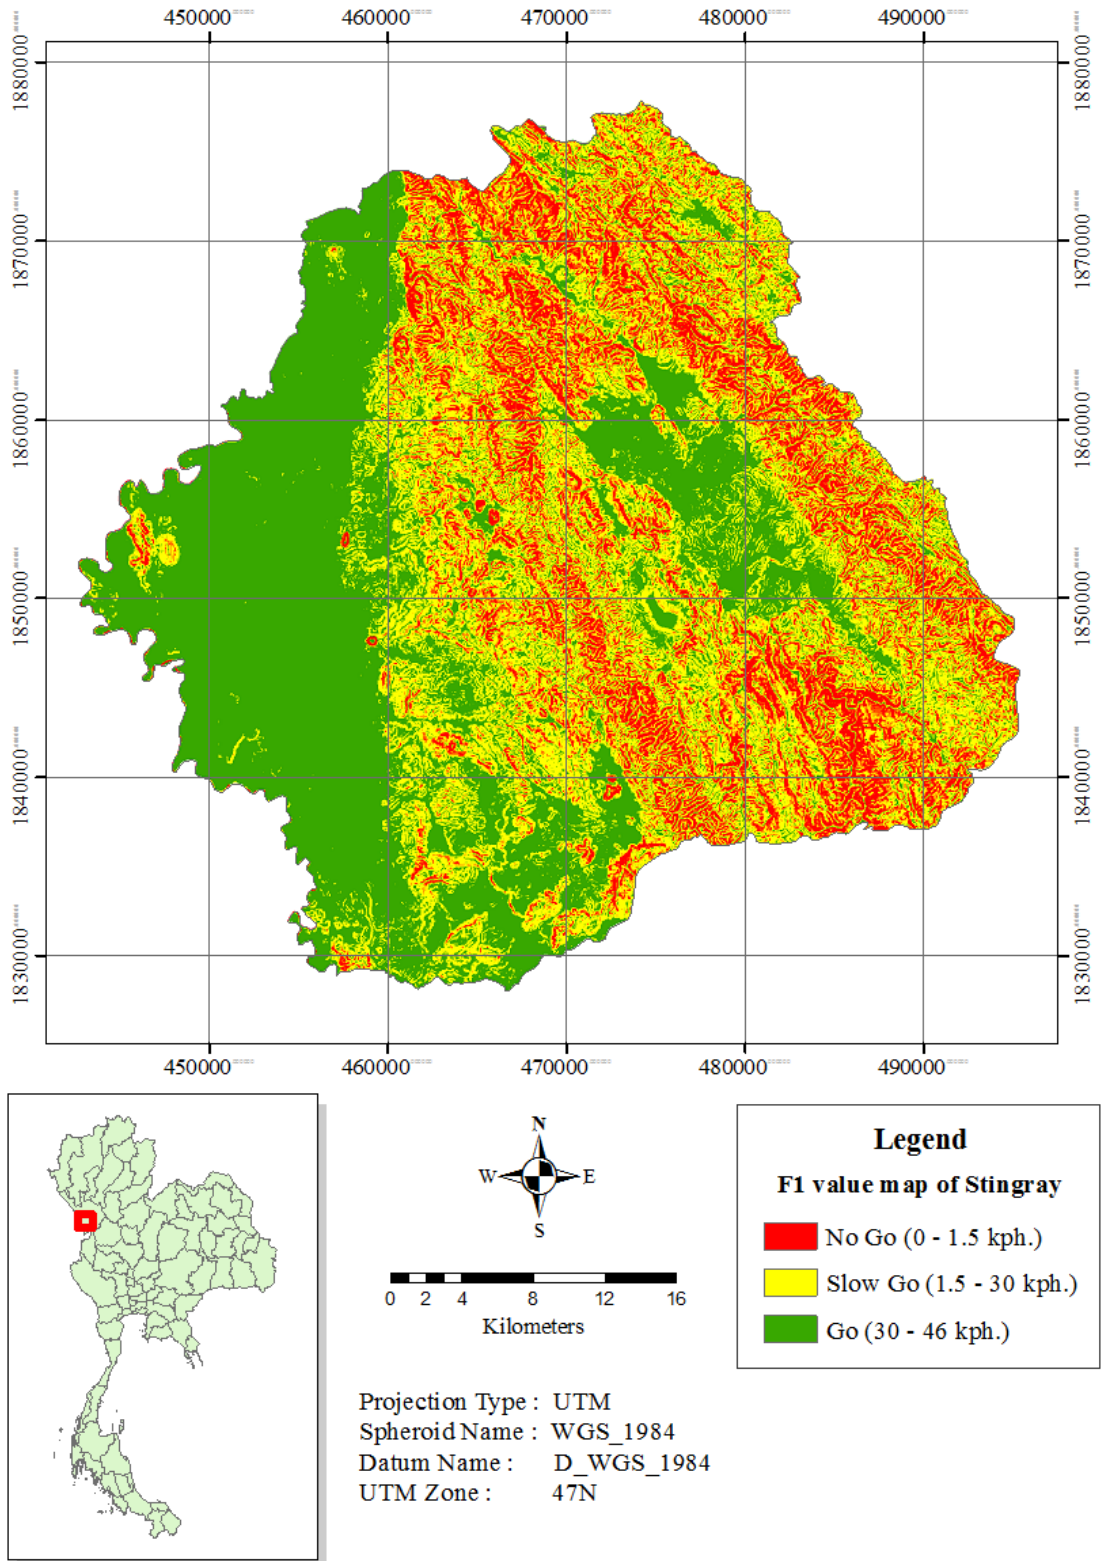 450000 460000 470000 480000 490000
1880000 1880000
1870000 1870000
1860000 1860000
1850000 1850000
1840000 1840000
1830000 1830000
450000 460000 470000 480000 490000
N
W E
S
0 2 4 8 12 16
Kilometers
Legend
F1 value map of Stingray
No Go (0 - 1.5 kph.)
Slow Go (1.5 - 30 kph.)
Go (30 - 46 kph.)
Projection Type : UTM
Spheroid Name : WGS_1984
Datum Name : D_WGS_1984
UTM Zone : 47N